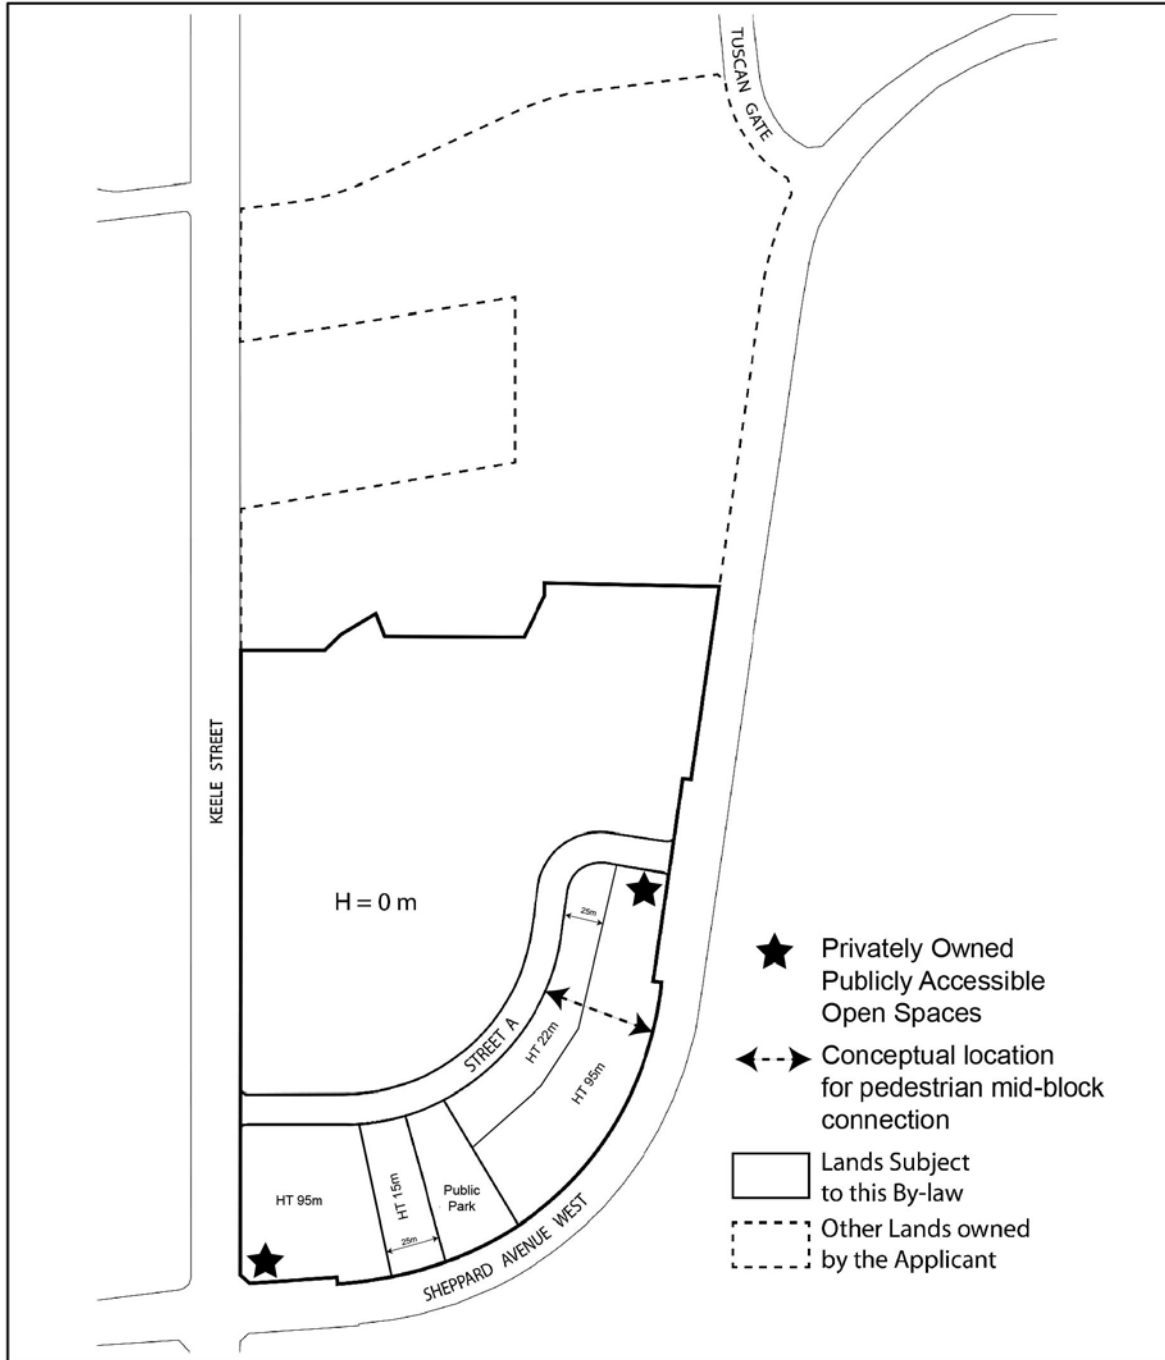 TUSCAN GATE
KEELE STREET
H = 0 m
25m
STREET A
HT 22m
HT 95m
HT 95m
HT 15m
25m
Public
Park
SHEPPARD AVENUE WEST
Privately Owned
Publicly Accessible
Open Spaces
Conceptual location
for pedestrian mid-block
connection
Lands Subject
to this By-law
Other Lands owned
by the Applicant